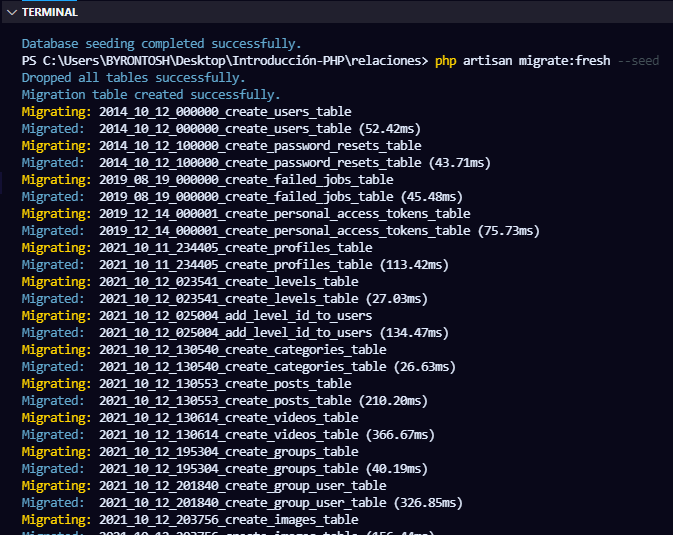 TERMINAL
Database seeding completed successfully.
PS C:\Users\BYRONTOSH\Desktop\Introducción-PHP\relaciones> php artisan migrate:fresh --seed
Dropped all tables successfully.
Migration table created successfully.
Migrating: 2014_10_12_000000_create_users_table
Migrated:  2014_10_12_000000_create_users_table (52.42ms)
Migrating: 2014_10_12_100000_create_password_resets_table
Migrated:  2014_10_12_100000_create_password_resets_table (43.71ms)
Migrating: 2019_08_19_000000_create_failed_jobs_table
Migrated:  2019_08_19_000000_create_failed_jobs_table (45.48ms)
Migrating: 2019_12_14_000001_create_personal_access_tokens_table
Migrated:  2019_12_14_000001_create_personal_access_tokens_table (75.73ms)
Migrating: 2021_10_11_234405_create_profiles_table
Migrated:  2021_10_11_234405_create_profiles_table (113.42ms)
Migrating: 2021_10_12_023541_create_levels_table
Migrated:  2021_10_12_023541_create_levels_table (27.03ms)
Migrating: 2021_10_12_025004_add_level_id_to_users
Migrated:  2021_10_12_025004_add_level_id_to_users (134.47ms)
Migrating: 2021_10_12_130540_create_categories_table
Migrated:  2021_10_12_130540_create_categories_table (26.63ms)
Migrating: 2021_10_12_130553_create_posts_table
Migrated:  2021_10_12_130553_create_posts_table (210.20ms)
Migrating: 2021_10_12_130614_create_videos_table
Migrated:  2021_10_12_130614_create_videos_table (366.67ms)
Migrating: 2021_10_12_195304_create_groups_table
Migrated:  2021_10_12_195304_create_groups_table (40.19ms)
Migrating: 2021_10_12_201840_create_group_user_table
Migrated:  2021_10_12_201840_create_group_user_table (326.85ms)
Migrating: 2021_10_12_203756_create_images_table
Migrated:  2021_10_12_203756_create_images_table (156.44ms)